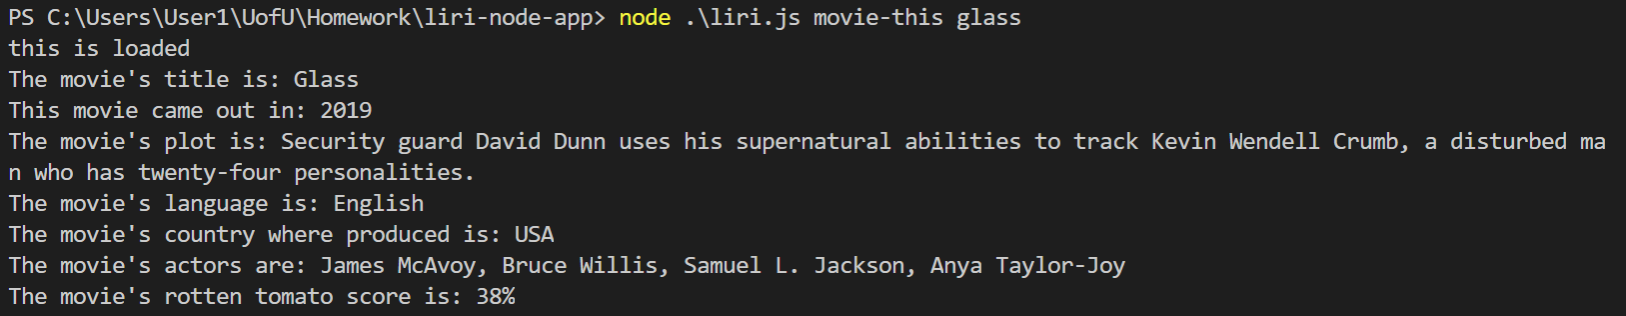 PS C:\Users\User1\UofU\Homework\liri-node-app> node .\liri.js movie-this glass
this is loaded
The movie's title is: Glass
This movie came out in: 2019
The movie's plot is: Security guard David Dunn uses his supernatural abilities to track Kevin Wendell Crumb, a disturbed ma
n who has twenty-four personalities.
The movie's language is: English
The movie's country where produced is: USA
The movie's actors are: James McAvoy, Bruce Willis, Samuel L. Jackson, Anya Taylor-Joy
The movie's rotten tomato score is: 38%